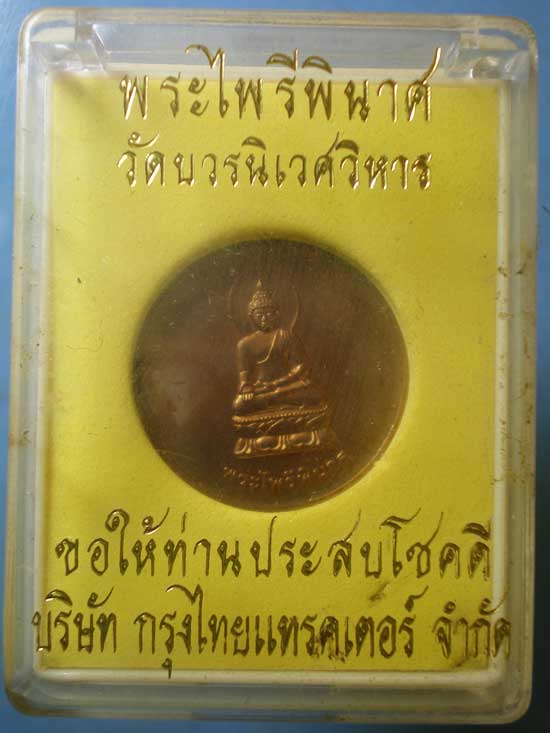 พระไพรีพินาศ
วัดบวรนิเวศวิหาร
พระไพรีพินาศ
ขอให้ท่านประสบโชคดี
บริษัท กรุงไทยแทรคเตอร์ จำกัด